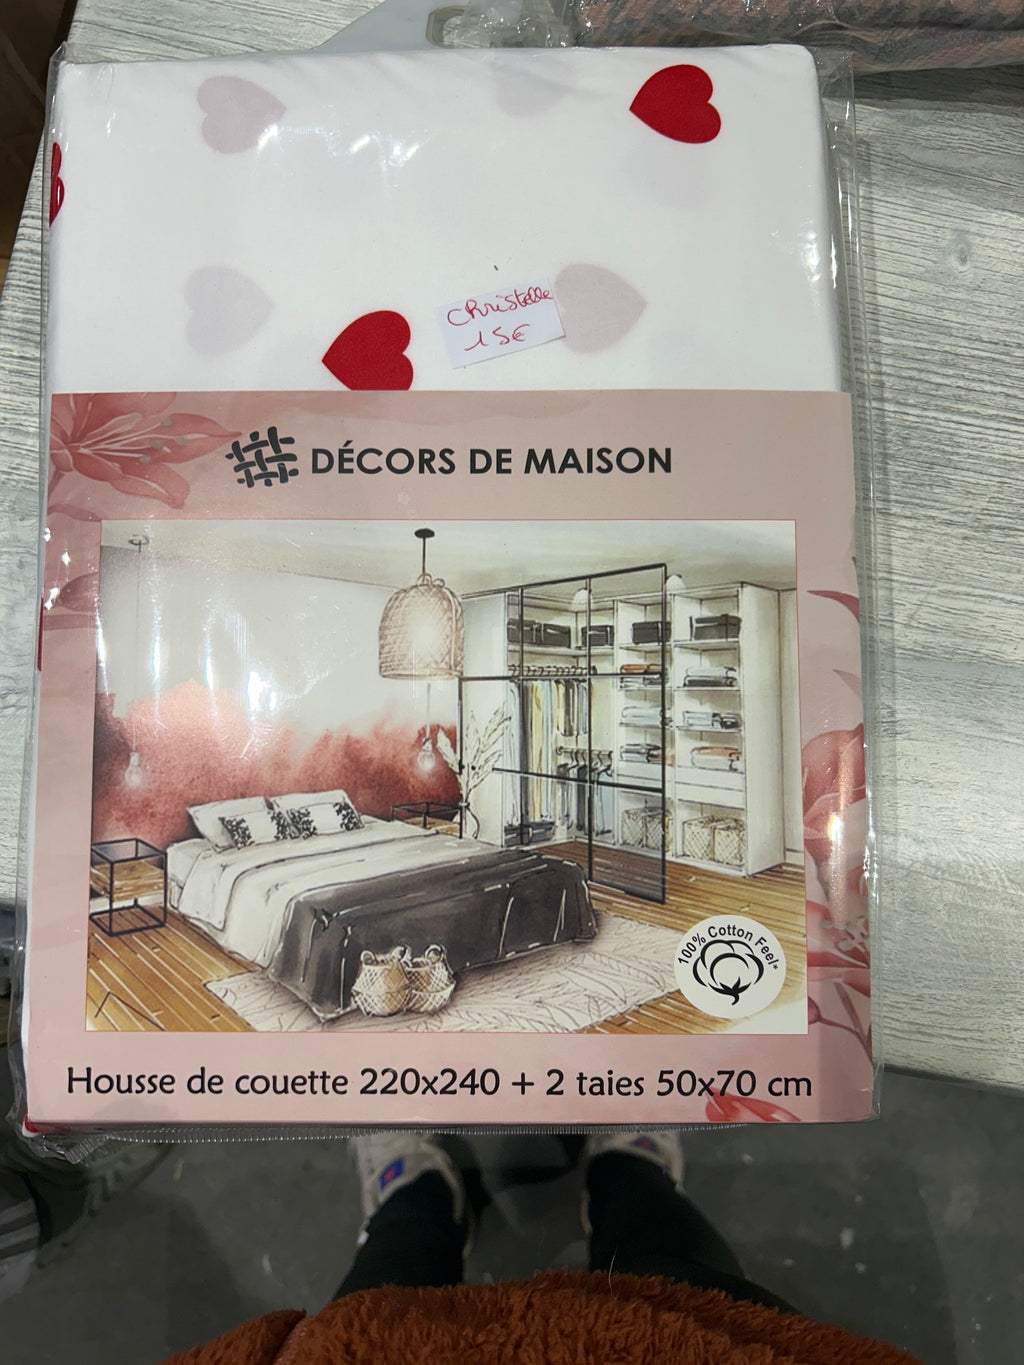 Christelle
15€
DÉCORS DE MAISON
100% Cotton Feel*
Housse de couette 220x240 + 2 taies 50x70 cm